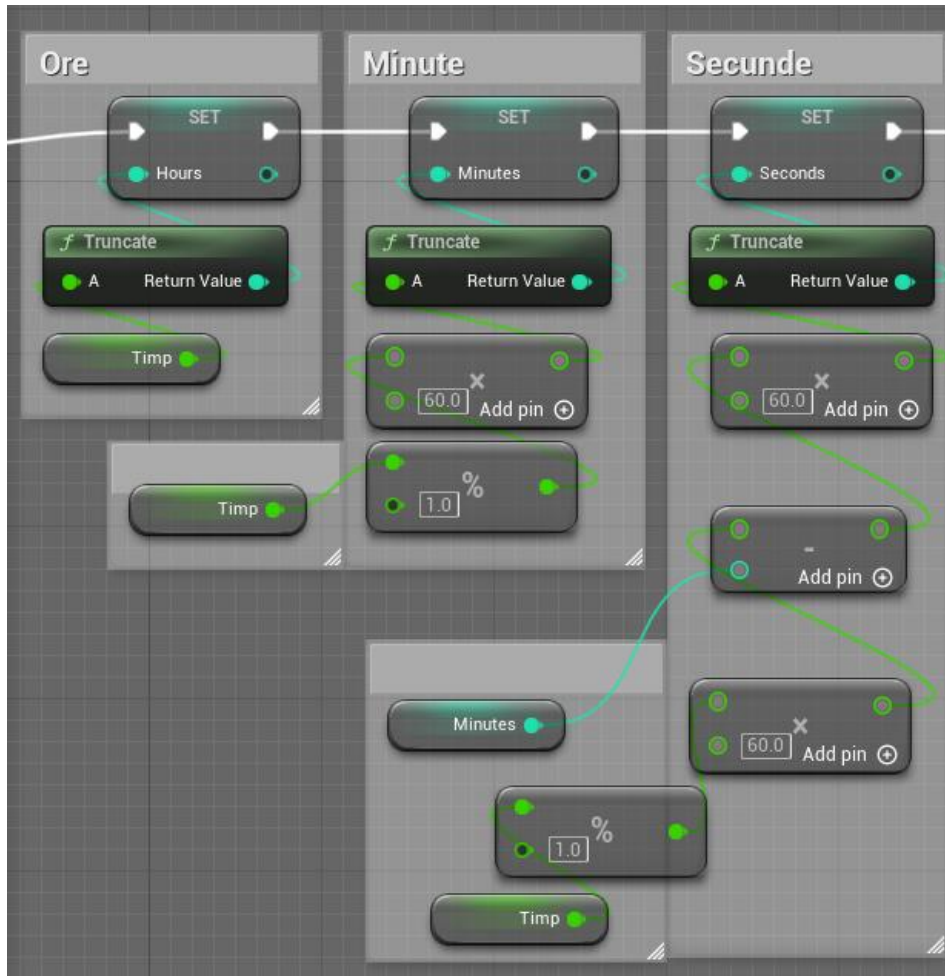 Ore
Minute
Secunde
SET
SET
SET
Hours
Minutes
Seconds
f Truncate
f Truncate
f Truncate
A Return Value
A Return Value
A Return Value
Timp
×
60.0
Add pin
×
60.0
Add pin
Timp
%
1.0
-
Add pin
Minutes
×
60.0
Add pin
%
1.0
Timp